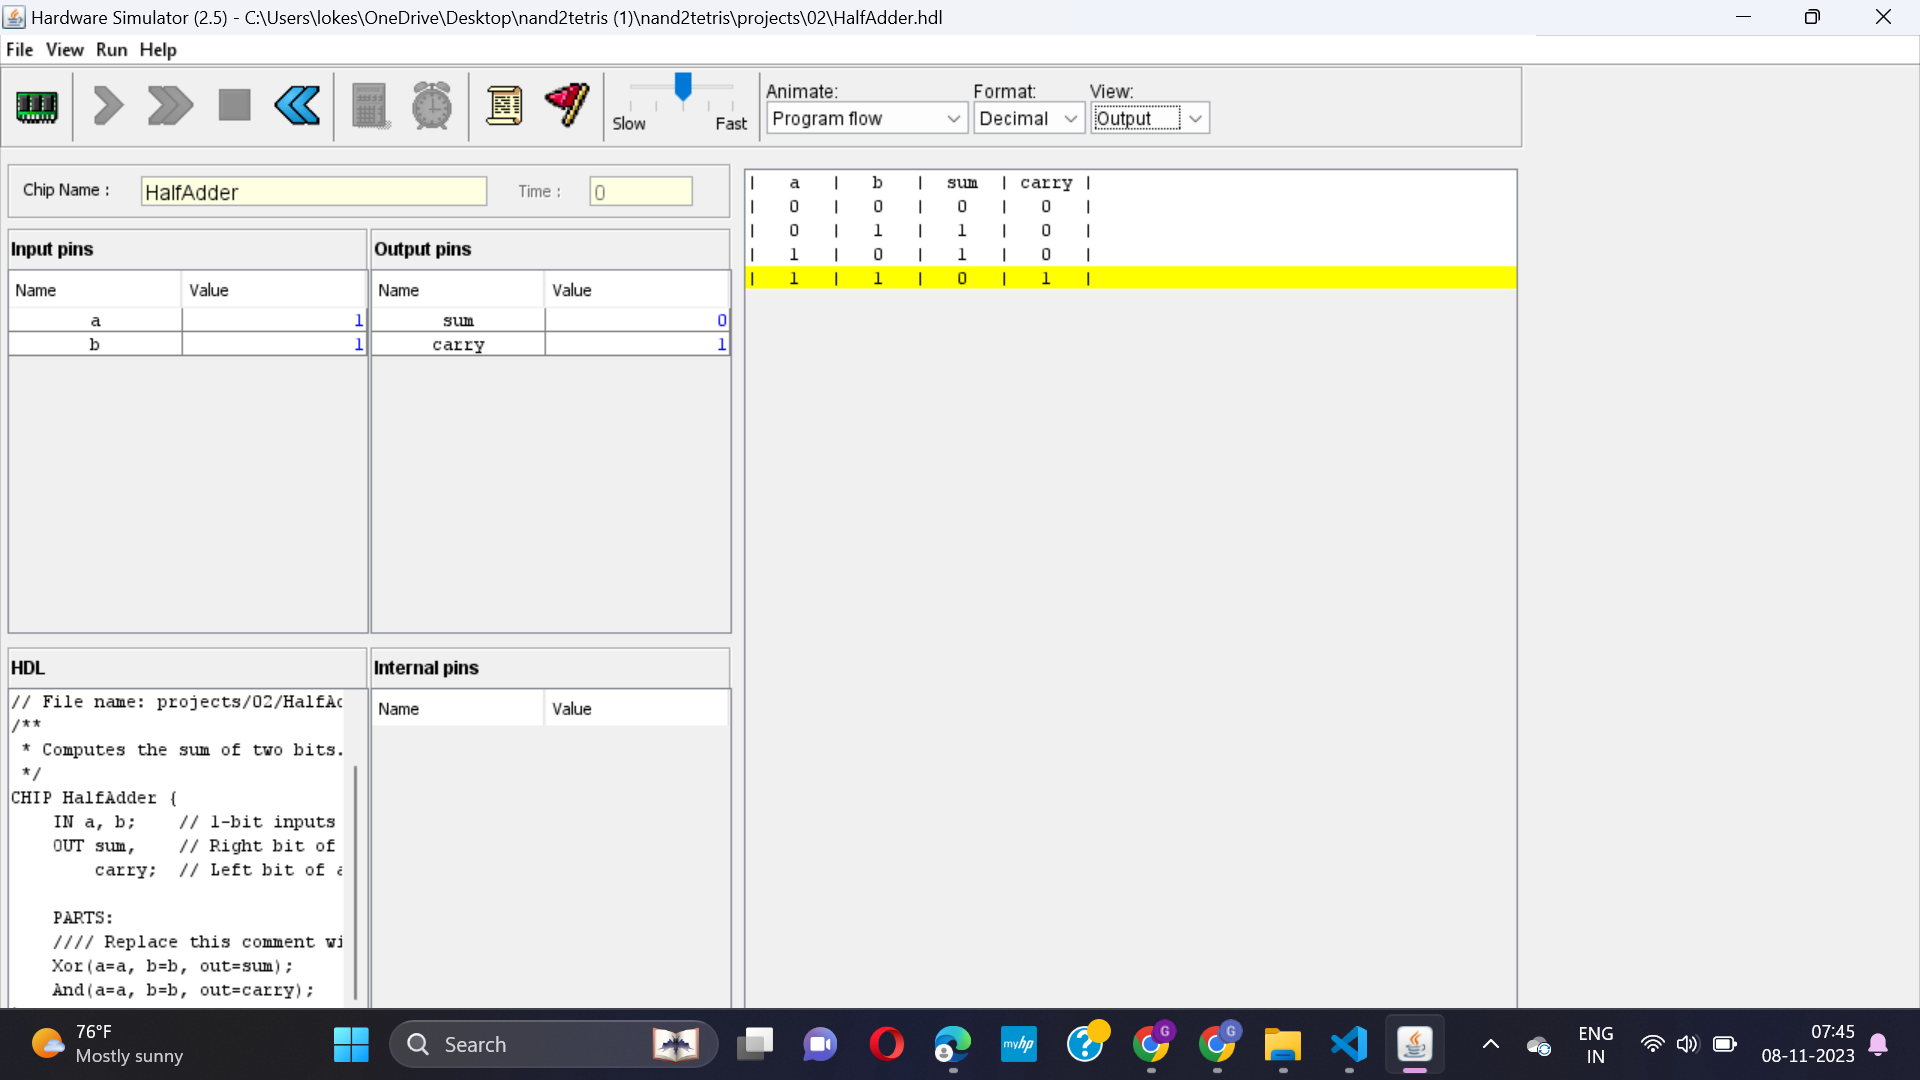 Hardware Simulator (2.5) - C:\Users\lokes\OneDrive\Desktop\nand2tetris (1)\nand2tetris\projects\02\HalfAdder.hdl
File View Run Help
Slow Fast
Animate: Format: View:
Program flow Decimal Output
Chip Name : HalfAdder Time : 0
Input pins Output pins
Name Value Name Value
a 1 sum 0
b 1 carry 1
| a | b | sum | carry |
| 0 | 0 | 0 | 0 |
| 0 | 1 | 1 | 0 |
| 1 | 0 | 1 | 0 |
| 1 | 1 | 0 | 1 |
HDL
// File name: projects/02/HalfAd
/**
* Computes the sum of two bits.
*/
CHIP HalfAdder {
IN a, b; // 1-bit inputs
OUT sum, // Right bit of
carry; // Left bit of a
PARTS:
//// Replace this comment wi
Xor(a=a, b=b, out=sum);
And(a=a, b=b, out=carry);
Internal pins
Name Value
76°F
Mostly sunny
Search
myhp
G
G
ENG
IN
07:45
08-11-2023